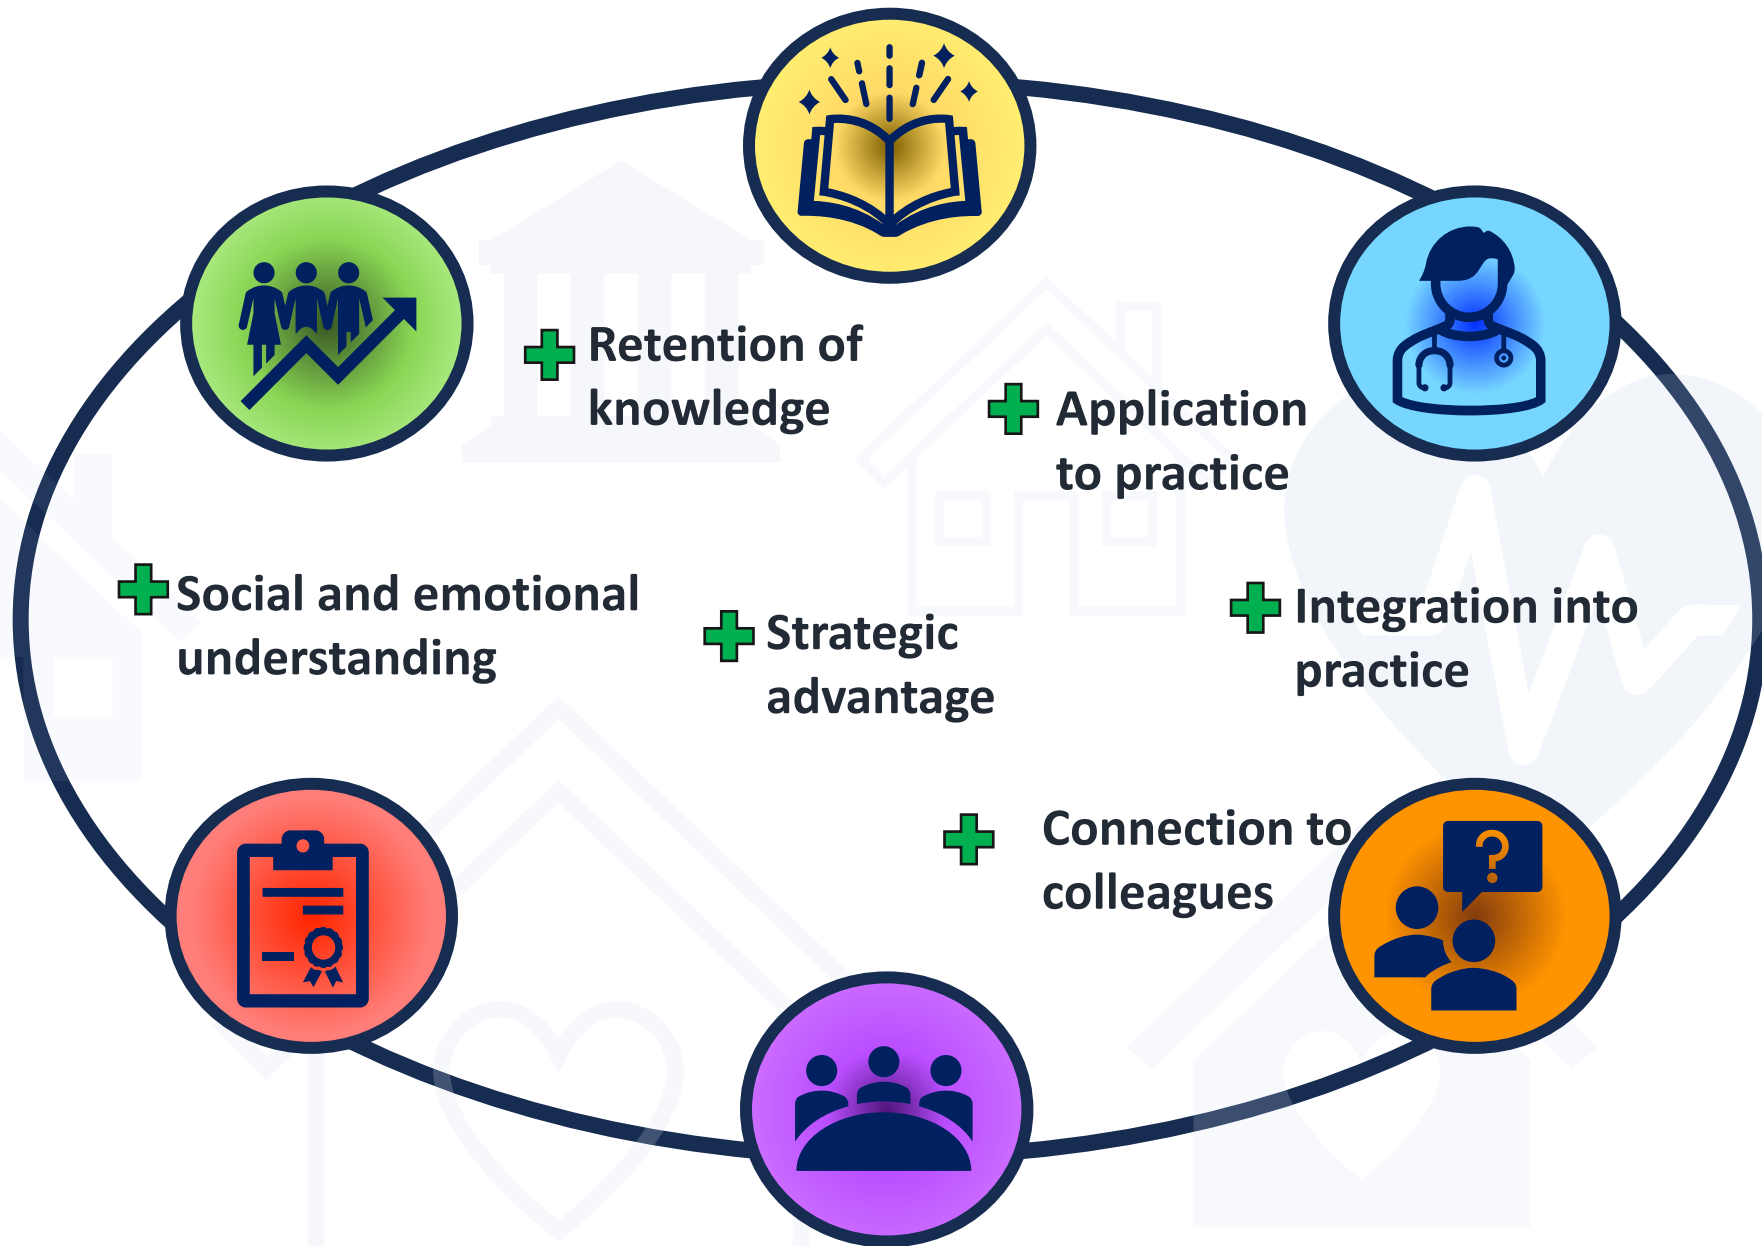 Retention of
knowledge
Application
to practice
Social and emotional
understanding
Strategic
advantage
Integration into
practice
Connection to
colleagues
?